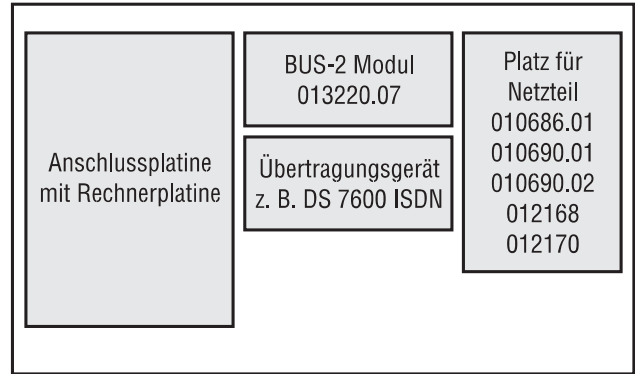 Anschlussplatine
mit Rechnerplatine
BUS-2 Modul
013220.07
Übertragungsgerät
z. B. DS 7600 ISDN
Platz für
Netzteil
010686.01
010690.01
010690.02
012168
012170